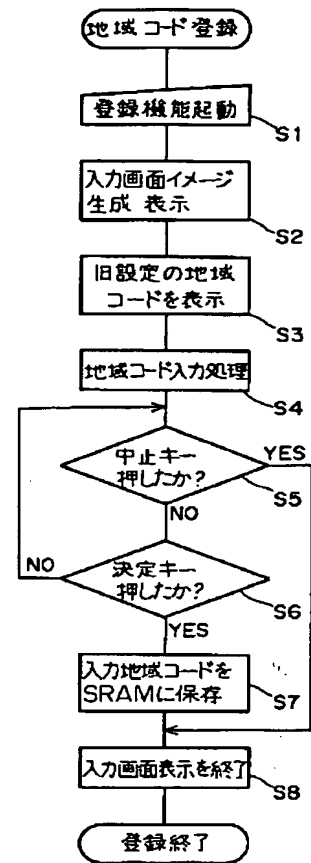 地域コード登録
登録機能起動
S1
入力画面イメージ
生成 表示
S2
旧設定の地域
コードを表示
S3
地域コード入力処理
S4
中止キー
押したか?
YES
S5
NO
決定キー
押したか?
NO
S6
YES
入力地域コードを
SRAMに保存
S7
入力画面表示を終了
S8
登録終了